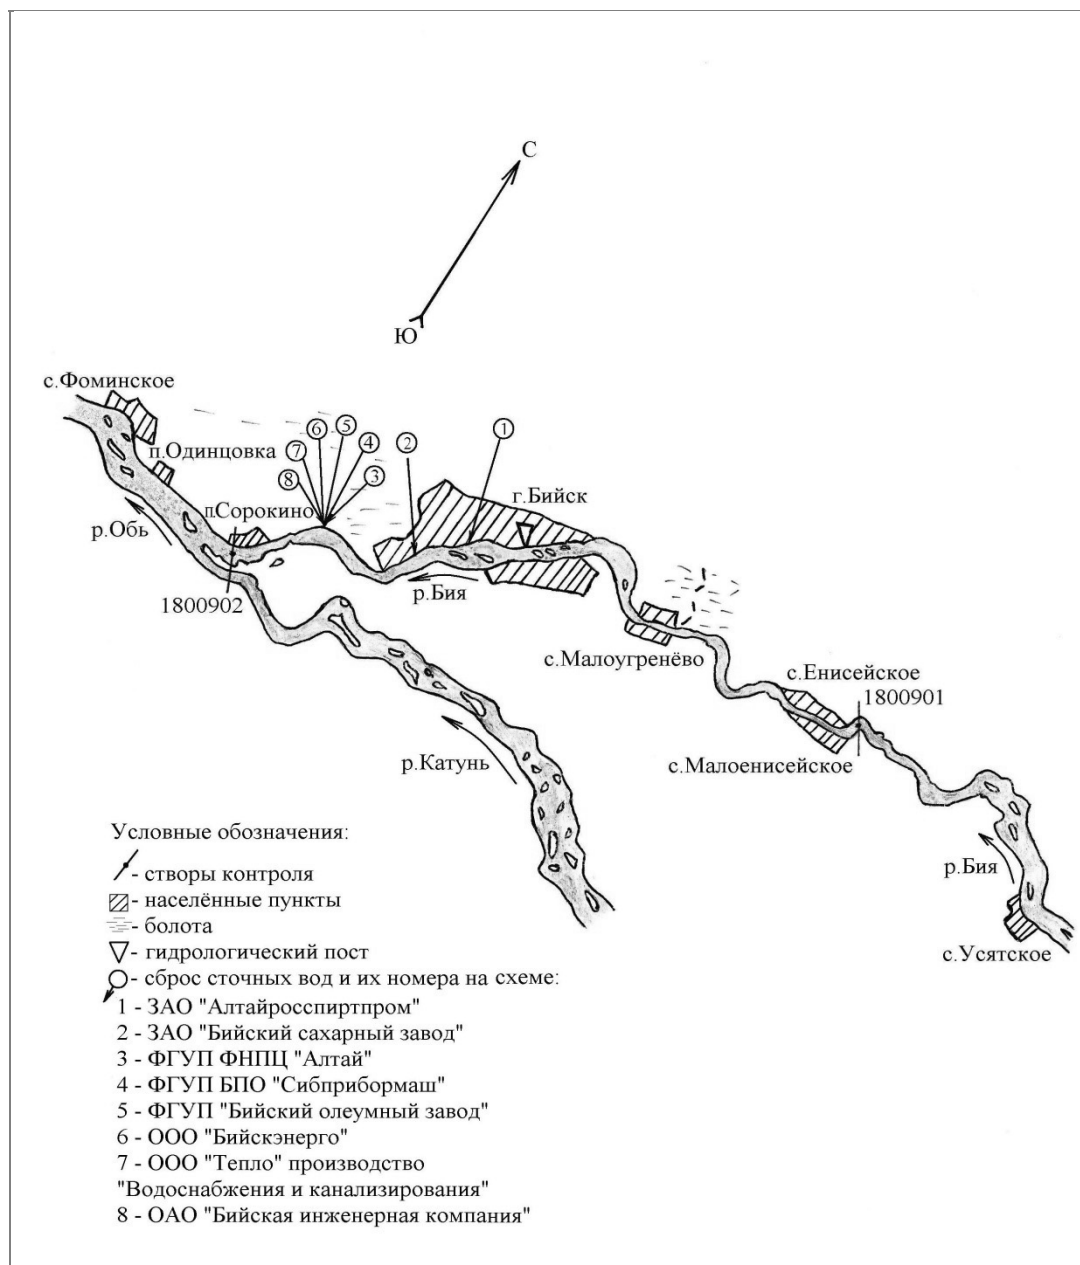 С
Ю
с.Фоминское
п.Одинцовка
п.Сорокино
р.Обь
1800902
8
7
6
5
4
3
2
1
г.Бийск
р.Бия
с.Малоугренёво
с.Енисейское
1800901
с.Малоенисейское
р.Катунь
р.Бия
с.Усятское
Условные обозначения:
- створы контроля
- населённые пункты
- болота
- гидрологический пост
- сброс сточных вод и их номера на схеме:
1 - ЗАО "Алтайросспиртпром"
2 - ЗАО "Бийский сахарный завод"
3 - ФГУП ФНПЦ "Алтай"
4 - ФГУП БПО "Сибприбормаш"
5 - ФГУП "Бийский олеумный завод"
6 - ООО "Бийскэнерго"
7 - ООО "Тепло" производство
"Водоснабжения и канализирования"
8 - ОАО "Бийская инженерная компания"